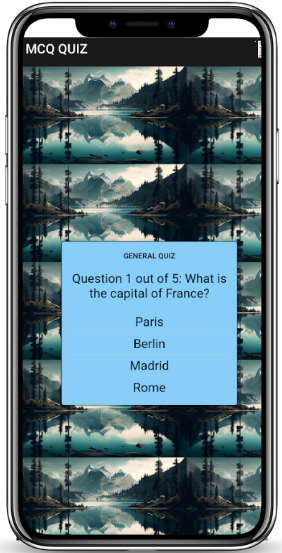 MCQ QUIZ
GENERAL QUIZ
Question 1 out of 5: What is
the capital of France?
Paris
Berlin
Madrid
Rome